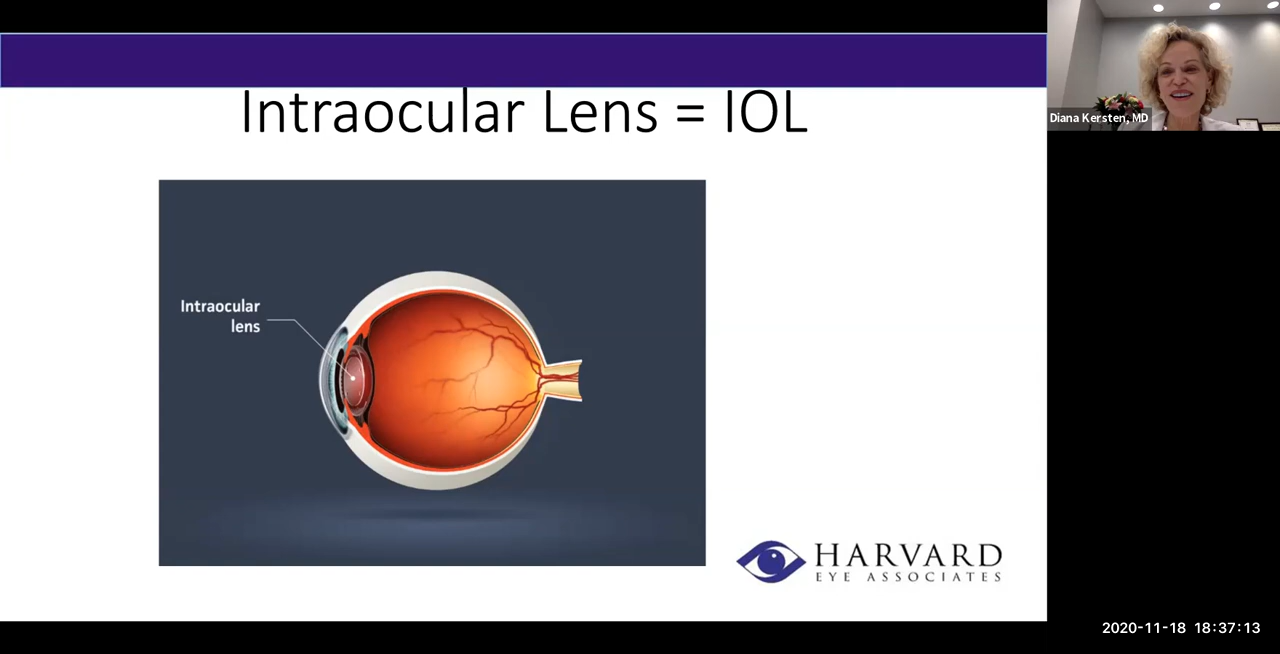 Intraocular Lens = IOL
Diana Kersten, MD
Intraocular
lens
HARVARD
EYE ASSOCIATES
2020-11-18 18:37:13